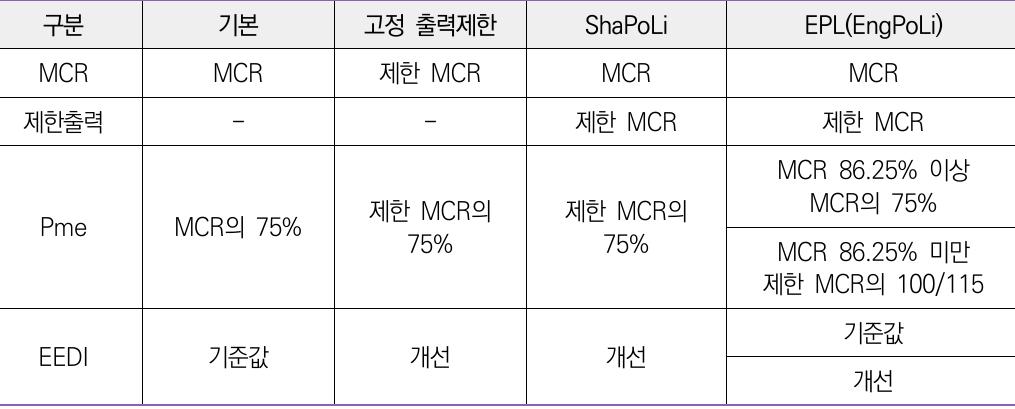 구분 기본 고정 출력제한 ShaPoLi EPL(EngPoLi)
MCR MCR 제한 MCR MCR MCR
제한출력 – – 제한 MCR 제한 MCR
Pme MCR의 75% 제한 MCR의
75% 제한 MCR의
75% MCR 86.25% 이상
MCR의 75%
MCR 86.25% 미만
제한 MCR의 100/115
EEDI 기준값 개선 개선 기준값
개선